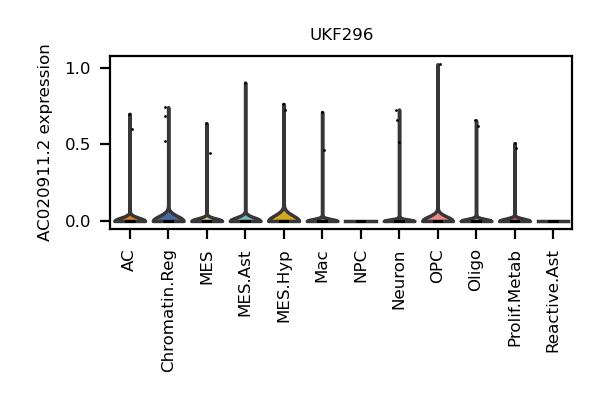 UKF296
AC020911.2 expression
1.0
0.5
0.0
AC
Chromatin.Reg
MES
MES.Ast
MES.Hyp
Mac
NPC
Neuron
OPC
Oligo
Prolif.Metab
Reactive.Ast